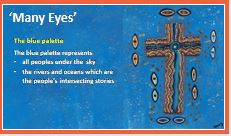 ‘Many Eyes’
The blue palette
The blue palette represents
- all peoples under the sky
- the rivers and oceans which are
the people's intersecting stories